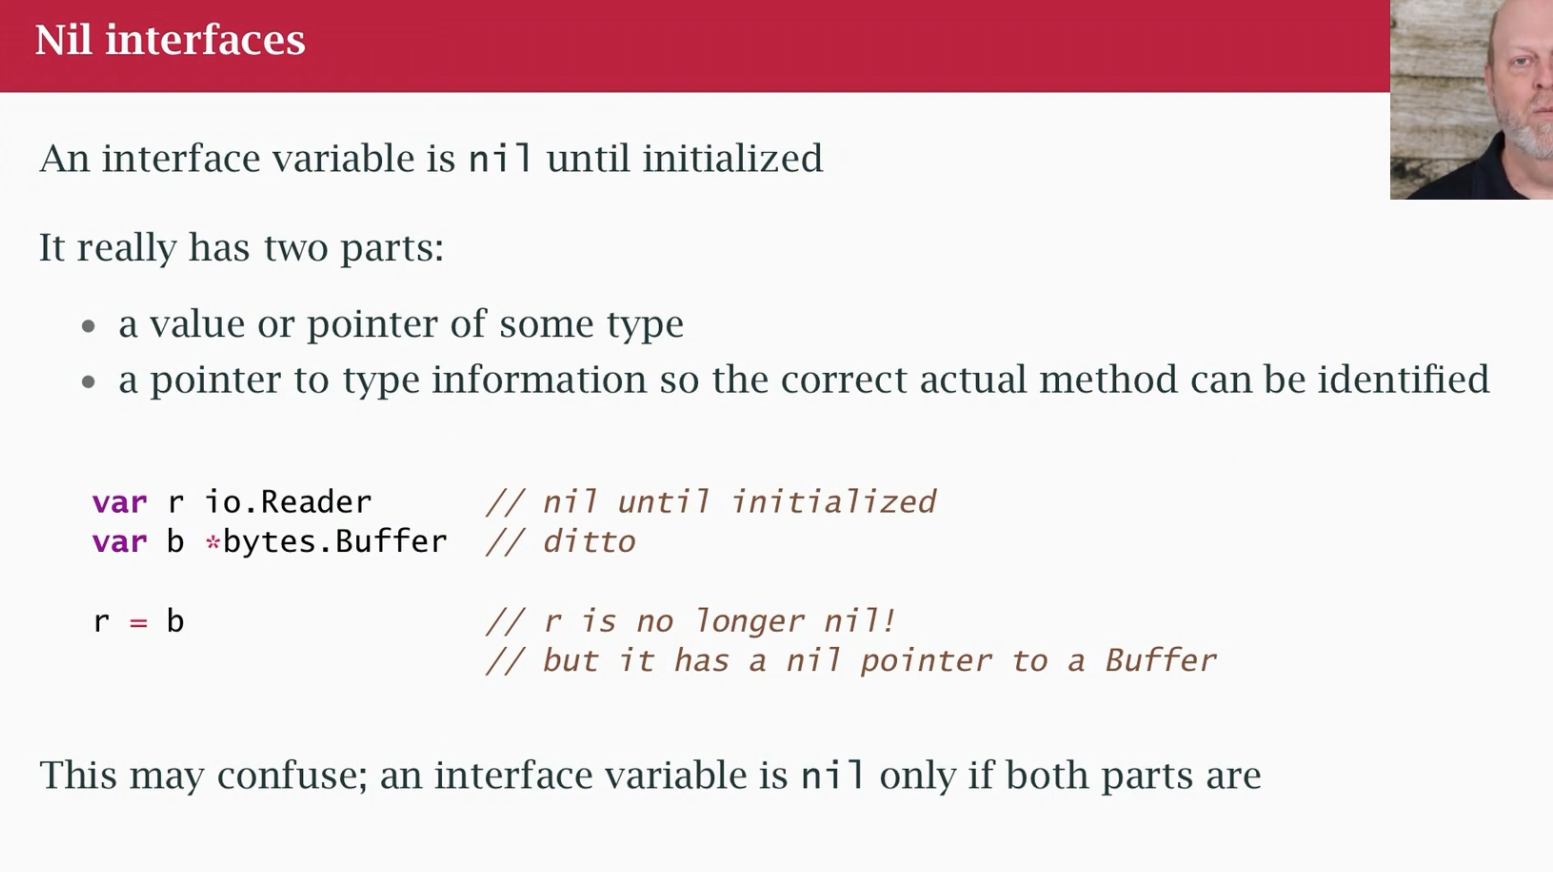 Nil interfaces
An interface variable is nil until initialized
It really has two parts:
• a value or pointer of some type
• a pointer to type information so the correct actual method can be identified
var r io.Reader // nil until initialized
var b *bytes.Buffer // ditto
r = b // r is no longer nil!
// but it has a nil pointer to a Buffer
This may confuse; an interface variable is nil only if both parts are